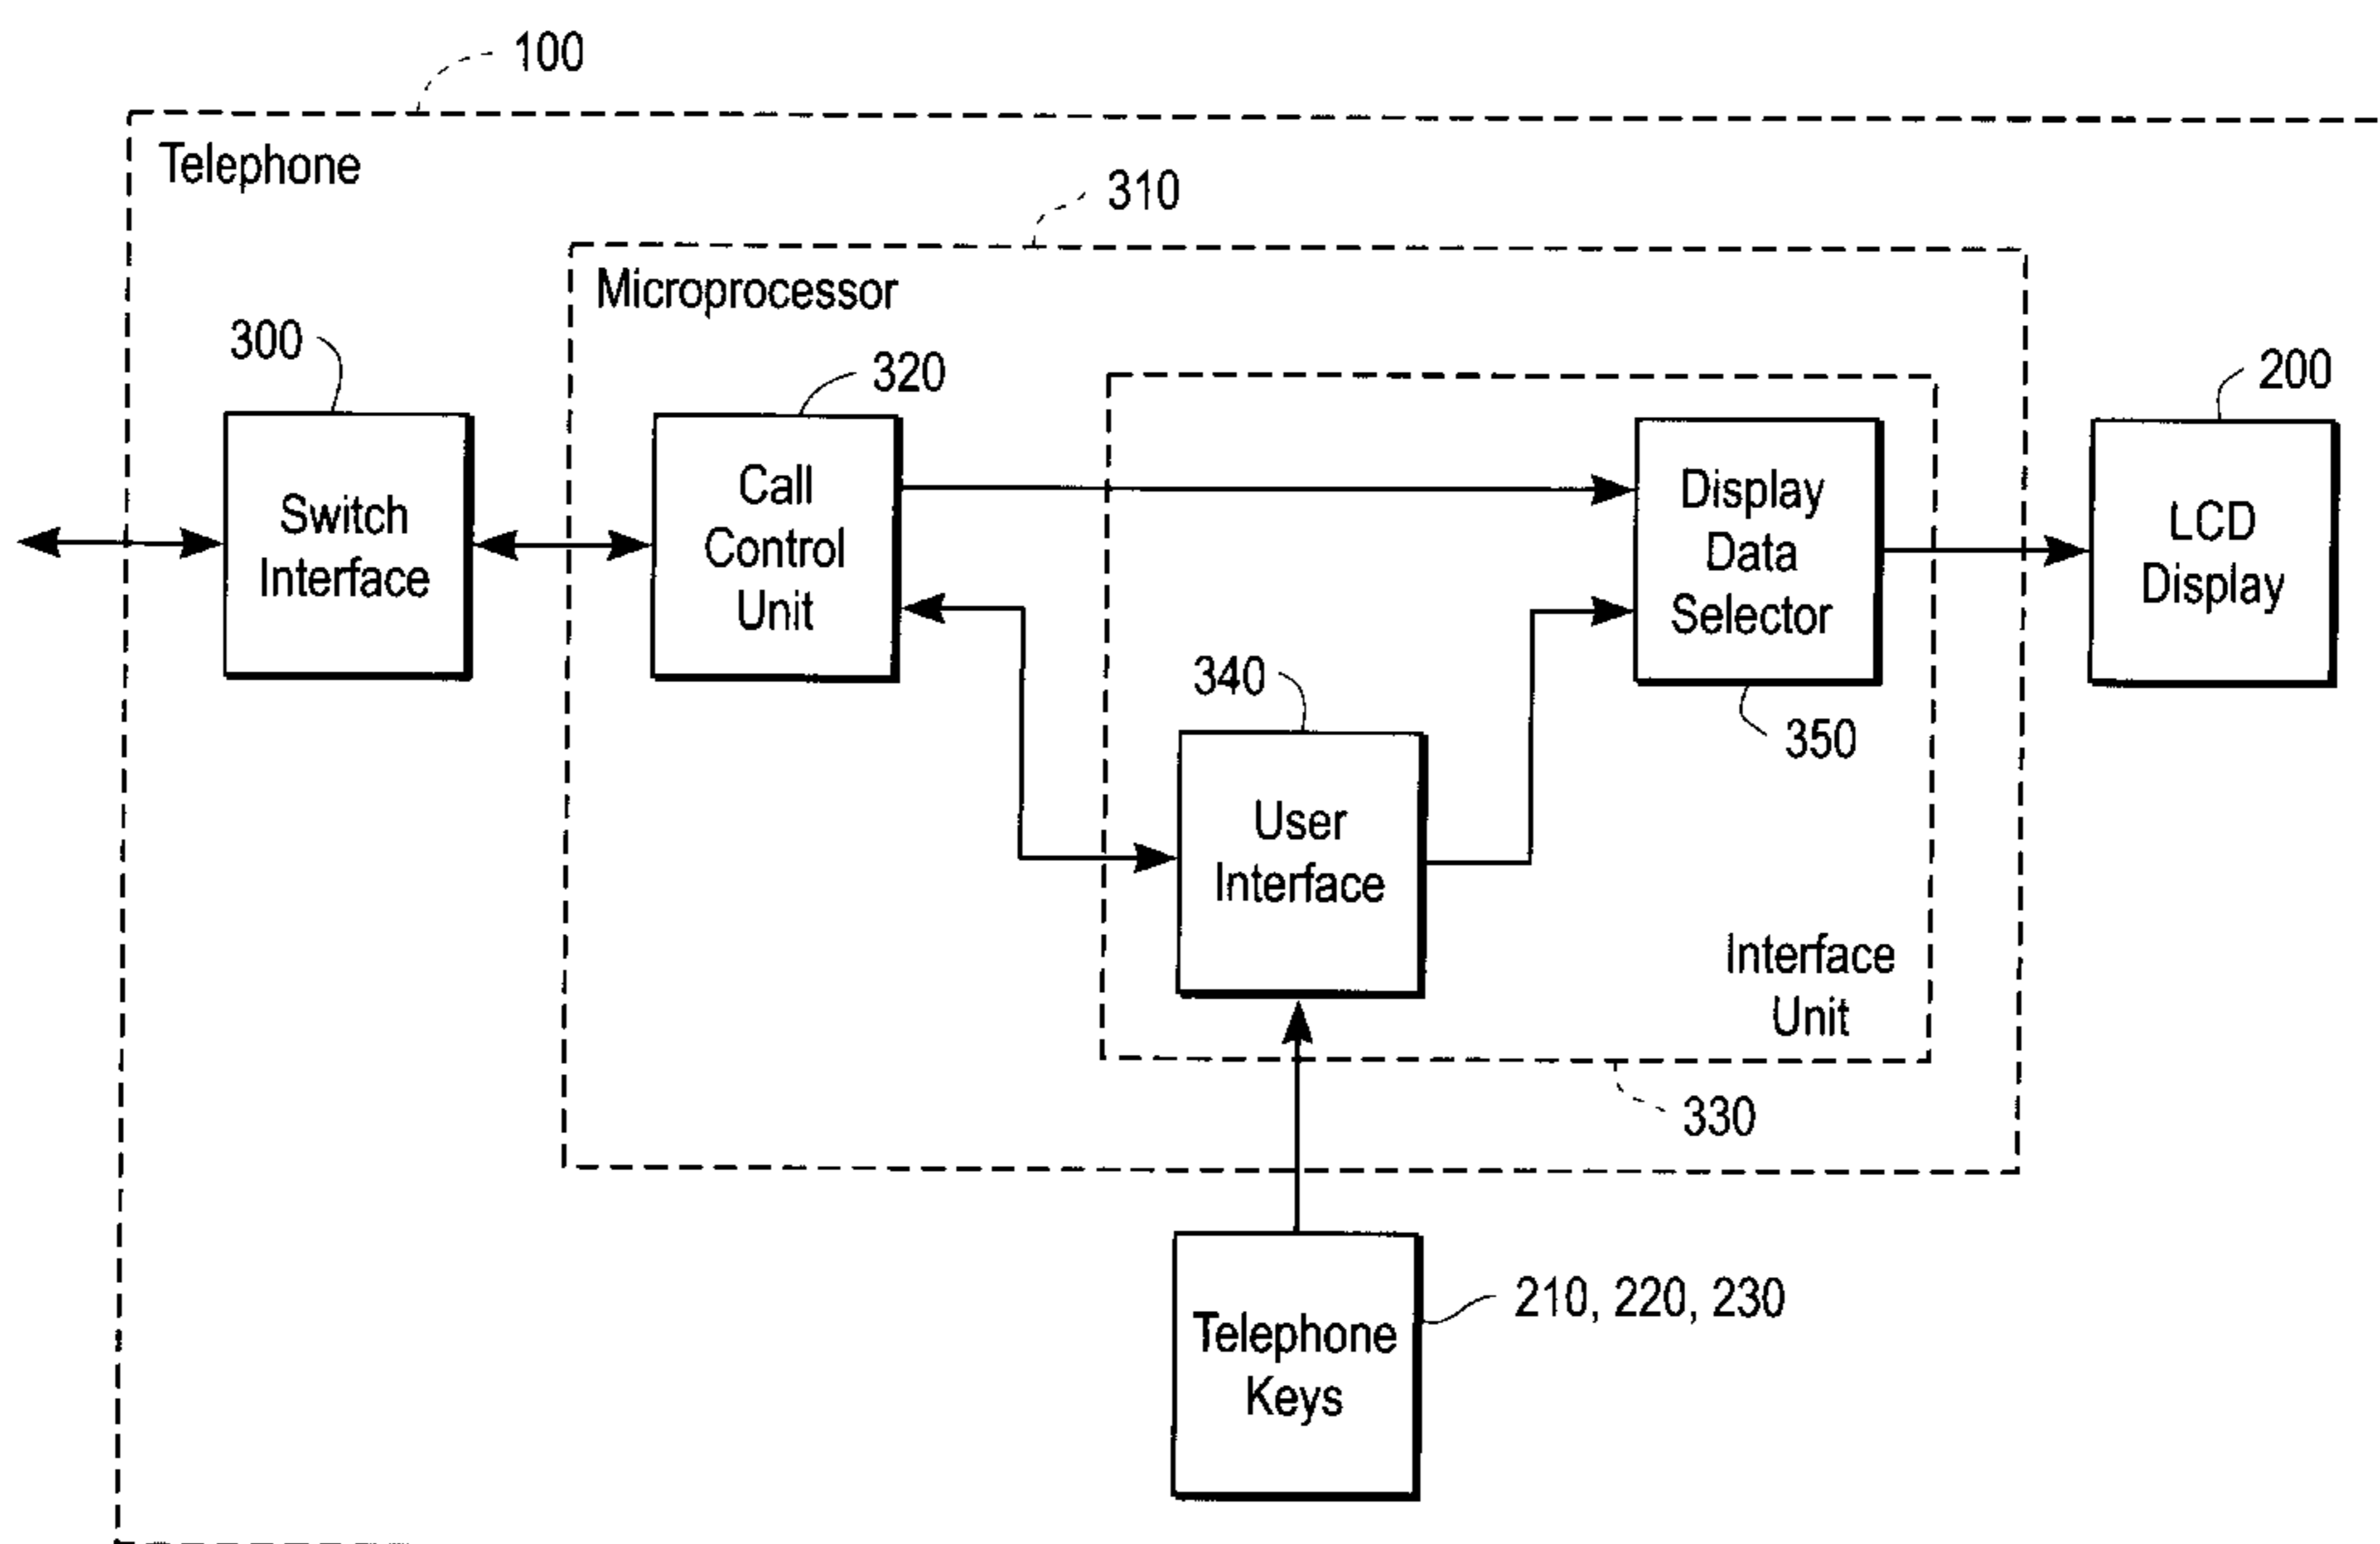 100
Telephone
310
Microprocessor
300
320
200
Switch
Interface
Call
Control
Unit
Display
Data
Selector
LCD
Display
340
350
User
Interface
Interface
Unit
330
Telephone
Keys
210, 220, 230